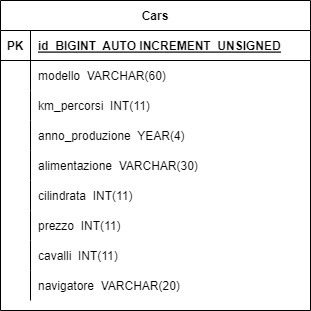 Cars
PK id_BIGINT_AUTO INCREMENT_UNSIGNED
modello VARCHAR(60)
km_percorsi INT(11)
anno_produzione YEAR(4)
alimentazione VARCHAR(30)
cilindrata INT(11)
prezzo INT(11)
cavalli INT(11)
navigatore VARCHAR(20)